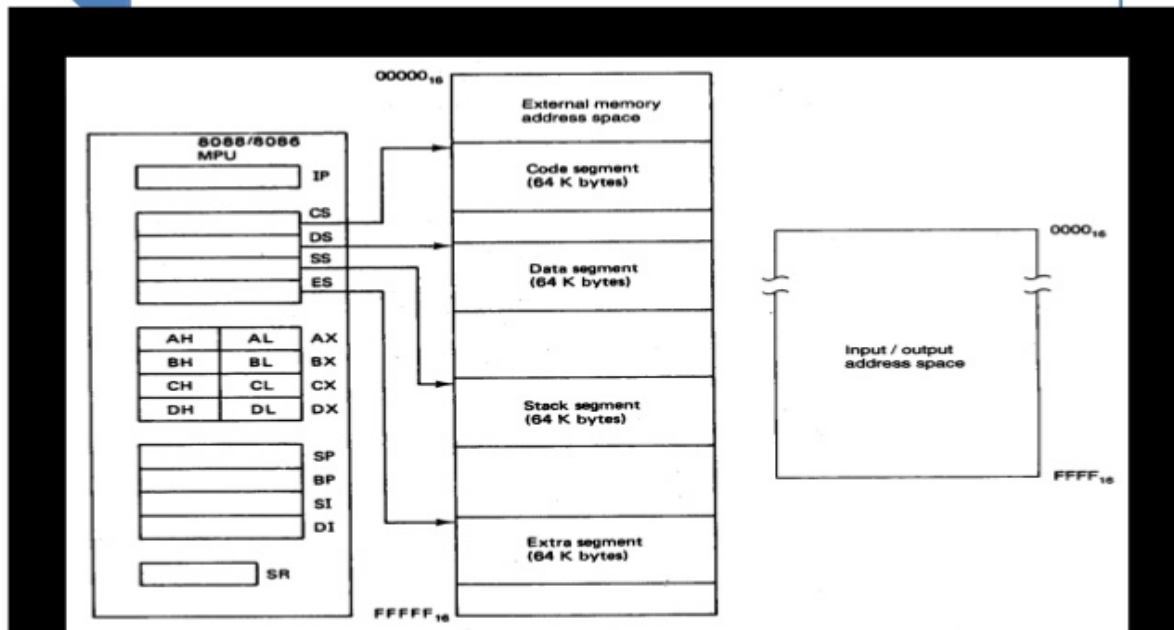 8088/8086
MPU
IP
CS
DS
SS
ES
AH AL AX
BH BL BX
CH CL CX
DH DL DX
SP
BP
SI
DI
SR
00000₁₆
External memory
address space
Code segment
(64 K bytes)
Data segment
(64 K bytes)
Stack segment
(64 K bytes)
Extra segment
(64 K bytes)
FFFFF₁₆
0000₁₆
Input / output
address space
FFFF₁₆